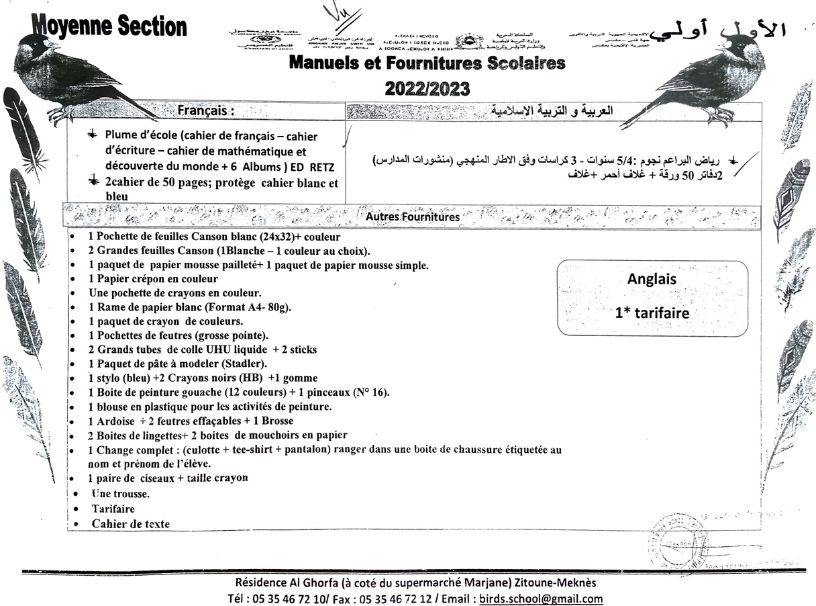 Moyenne Section
Vu
الأول أولي
Manuels et Fournitures Scolaires
2022/2023
Français :
Plume d'école (cahier de français – cahier
d'écriture – cahier de mathématique et
découverte du monde + 6 Albums ) ED RETZ
2cahier de 50 pages; protège cahier blanc et
bleu
العربية و التربية الإسلامية
رياض البراعم نجوم :5/4 سنوات - 3 كراسات وفق الاطار المنهجي (منشورات المدارس)
2دفاتر 50 ورقة + غلاف أحمر +غلاف
Autres Fournitures
1 Pochette de feuilles Canson blanc (24x32)+ couleur
2 Grandes feuilles Canson (1Blanche – 1 couleur au choix).
1 paquet de papier mousse pailleté+ 1 paquet de papier mousse simple.
1 Papier crépon en couleur
Une pochette de crayons en couleur.
1 Rame de papier blanc (Format A4- 80g).
1 paquet de crayon de couleurs.
1 Pochettes de feutres (grosse pointe).
2 Grands tubes de colle UHU liquide + 2 sticks
1 Paquet de pâte à modeler (Stadler).
1 stylo (bleu) +2 Crayons noirs (HB) +1 gomme
1 Boite de peinture gouache (12 couleurs) + 1 pinceaux (N° 16).
1 blouse en plastique pour les activités de peinture.
1 Ardoise + 2 feutres effaçables + 1 Brosse
2 Boites de lingettes+ 2 boites de mouchoirs en papier
1 Change complet : (culotte + tee-shirt + pantalon) ranger dans une boite de chaussure étiquetée au
nom et prénom de l'élève.
1 paire de ciseaux + taille crayon
Une trousse.
Tarifaire
Cahier de texte
Anglais
1* tarifaire
Résidence Al Ghorfa (à coté du supermarché Marjane) Zitoune-Meknès
Tél : 05 35 46 72 10/ Fax : 05 35 46 72 12 / Email : birds.school@gmail.com